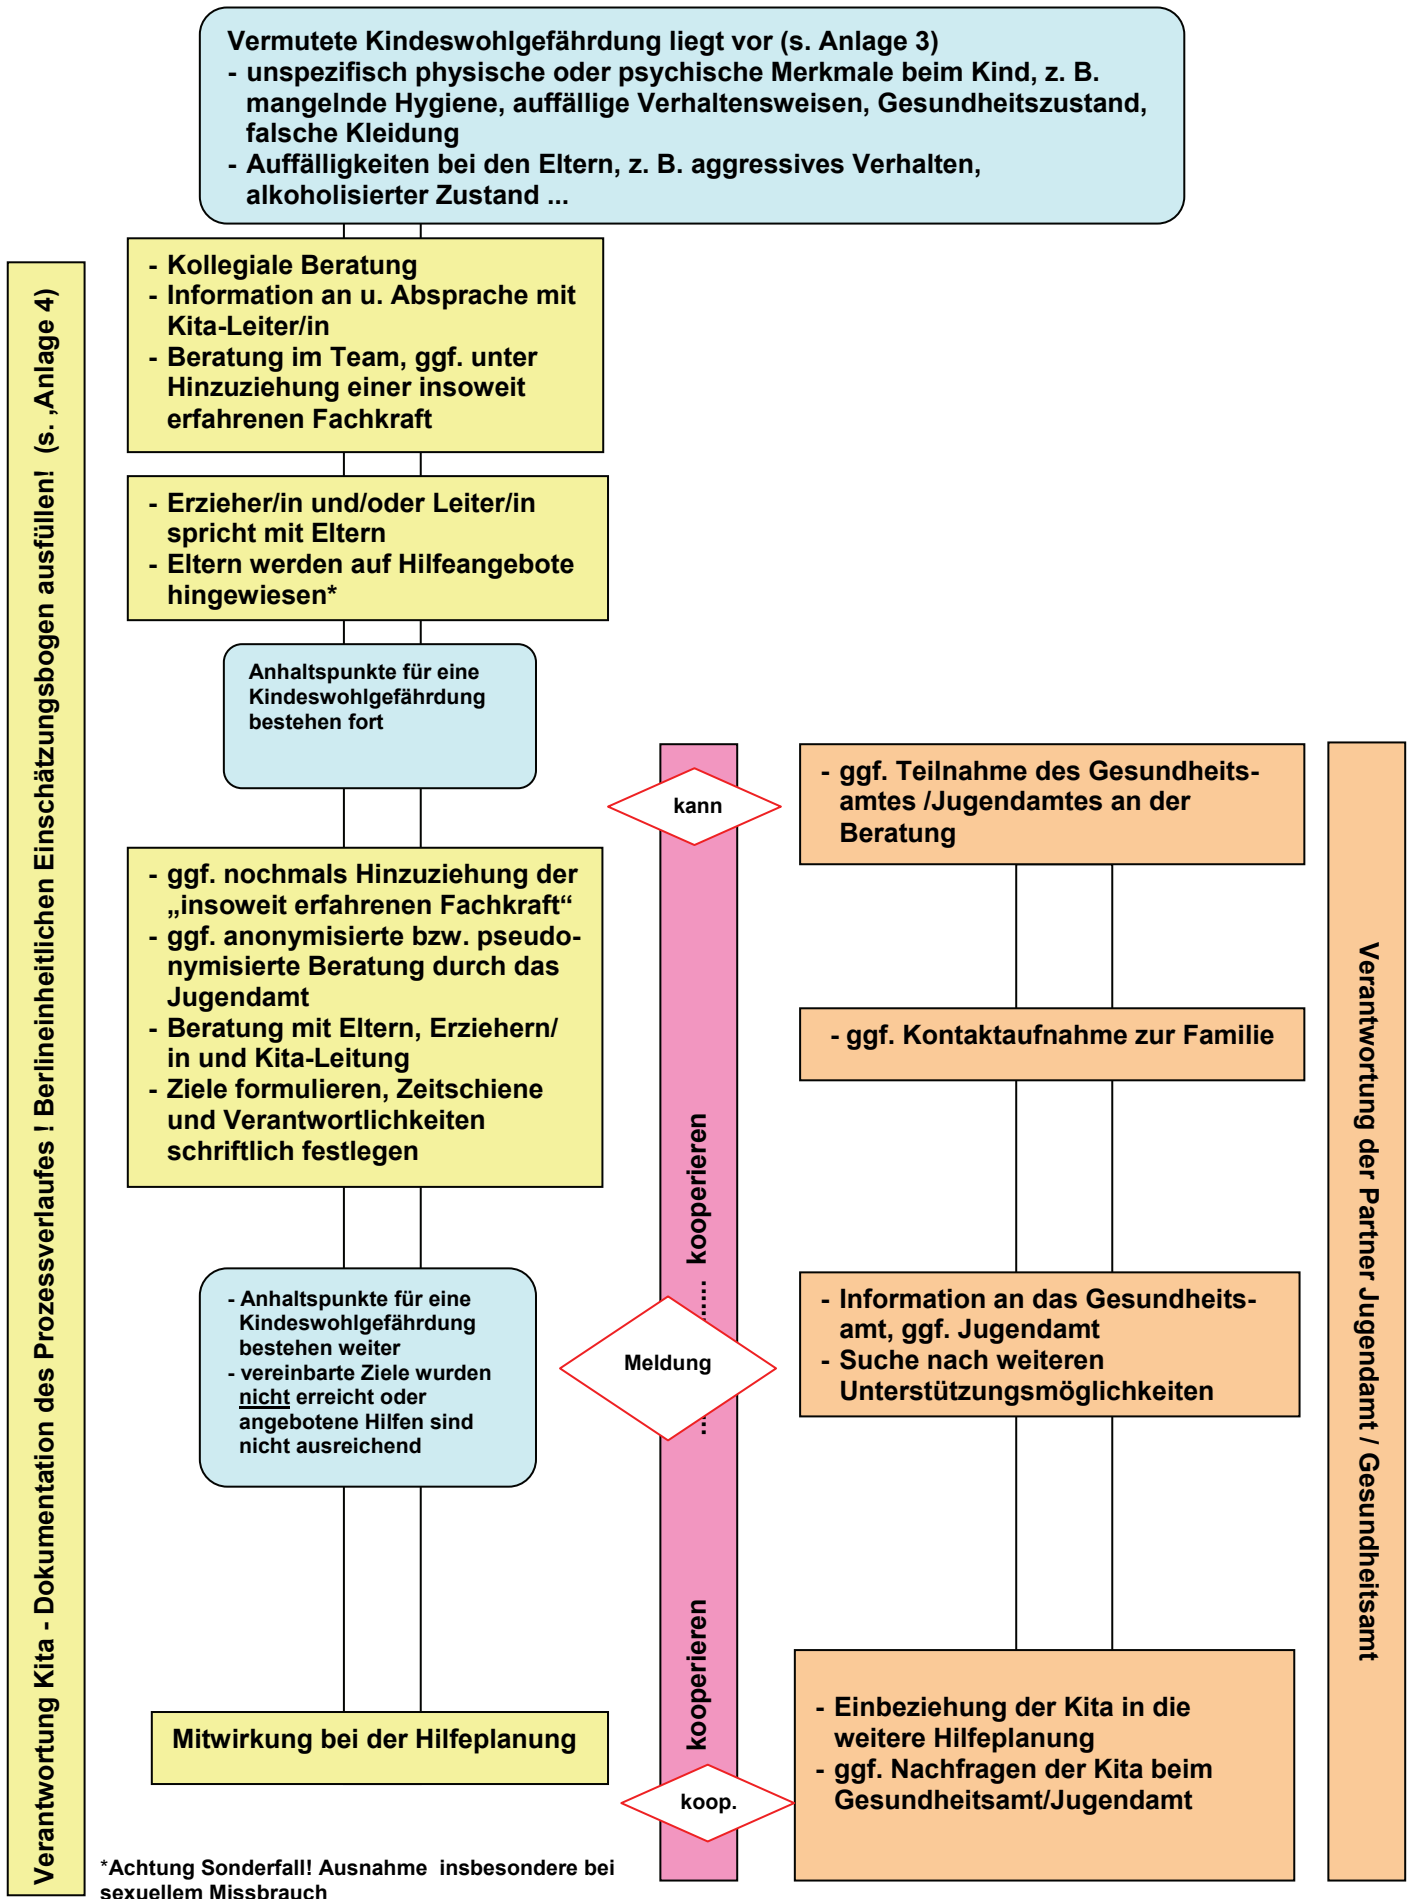 Vermutete Kindeswohlgefährdung liegt vor (s. Anlage 3)
- unspezifisch physische oder psychische Merkmale beim Kind, z. B.
mangelnde Hygiene, auffällige Verhaltensweisen, Gesundheitszustand,
falsche Kleidung
- Auffälligkeiten bei den Eltern, z. B. aggressives Verhalten,
alkoholisierter Zustand ...
Verantwortung Kita - Dokumentation des Prozessverlaufes ! Berlineinheitlichen Einschätzungsbogen ausfüllen! (s. ,Anlage 4)
- Kollegiale Beratung
- Information an u. Absprache mit
Kita-Leiter/in
- Beratung im Team, ggf. unter
Hinzuziehung einer insoweit
erfahrenen Fachkraft
- Erzieher/in und/oder Leiter/in
spricht mit Eltern
- Eltern werden auf Hilfeangebote
hingewiesen*
Anhaltspunkte für eine
Kindeswohlgefährdung
bestehen fort
- ggf. nochmals Hinzuziehung der
„insoweit erfahrenen Fachkraft“
- ggf. anonymisierte bzw. pseudo-
nymisierte Beratung durch das
Jugendamt
- Beratung mit Eltern, Erziehern/
in und Kita-Leitung
- Ziele formulieren, Zeitschiene
und Verantwortlichkeiten
schriftlich festlegen
- Anhaltspunkte für eine
Kindeswohlgefährdung
bestehen weiter
- vereinbarte Ziele wurden
nicht erreicht oder
angebotene Hilfen sind
nicht ausreichend
Mitwirkung bei der Hilfeplanung
*Achtung Sonderfall! Ausnahme insbesondere bei
sexuellem Missbrauch
kann
kooperieren
Meldung
kooperieren
koop.
- ggf. Teilnahme des Gesundheits-
amtes /Jugendamtes an der
Beratung
- ggf. Kontaktaufnahme zur Familie
- Information an das Gesundheits-
amt, ggf. Jugendamt
- Suche nach weiteren
Unterstützungsmöglichkeiten
- Einbeziehung der Kita in die
weitere Hilfeplanung
- ggf. Nachfragen der Kita beim
Gesundheitsamt/Jugendamt
Verantwortung der Partner Jugendamt / Gesundheitsamt